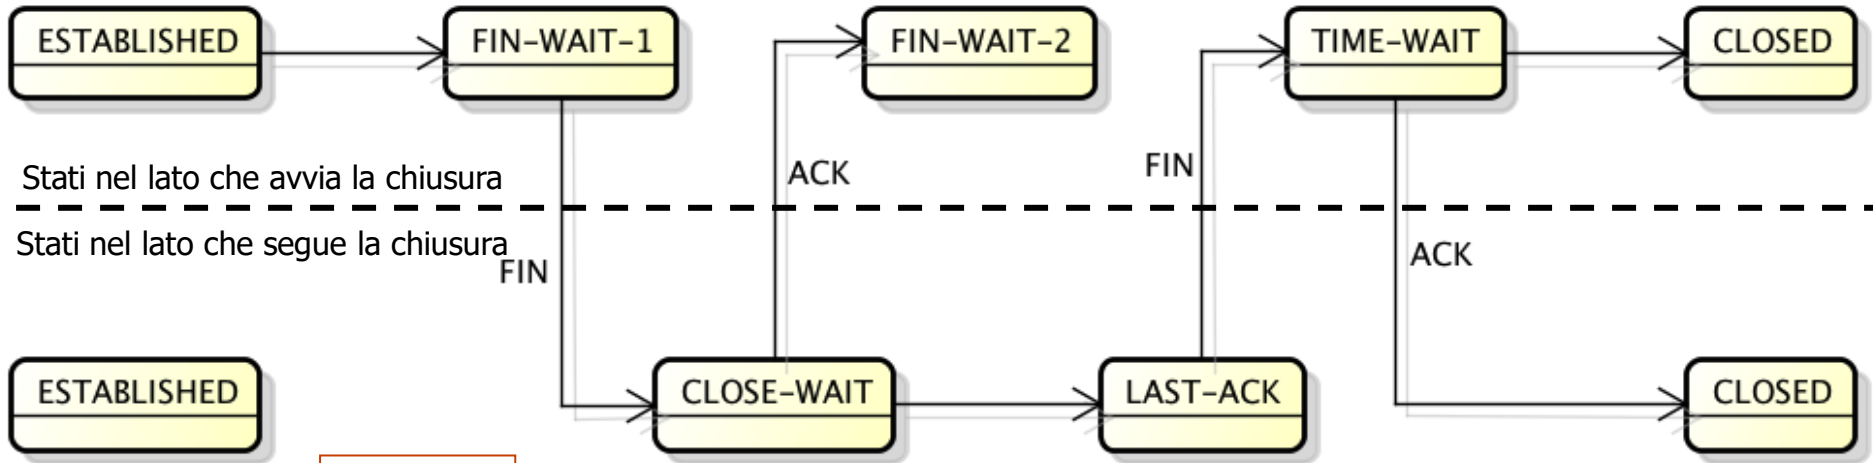 ESTABLISHED
FIN-WAIT-1
FIN-WAIT-2
TIME-WAIT
CLOSED
Stati nel lato che avvia la chiusura
ACK
FIN
Stati nel lato che segue la chiusura
FIN
ACK
ESTABLISHED
CLOSE-WAIT
LAST-ACK
CLOSED